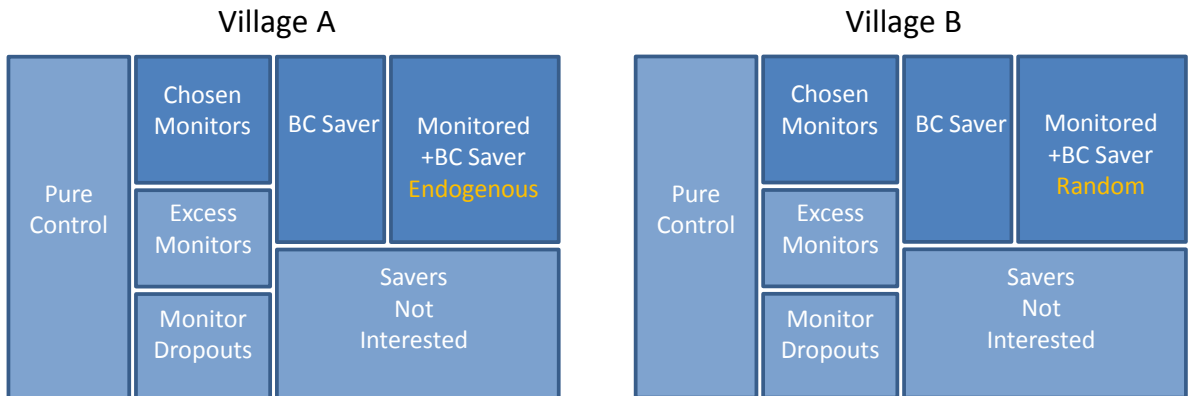 Village A
Pure
Control
Chosen
Monitors
Excess
Monitors
Monitor
Dropouts
BC Saver
Monitored
+BC Saver
Endogenous
Savers
Not
Interested
Village B
Pure
Control
Chosen
Monitors
Excess
Monitors
Monitor
Dropouts
BC Saver
Monitored
+BC Saver
Random
Savers
Not
Interested